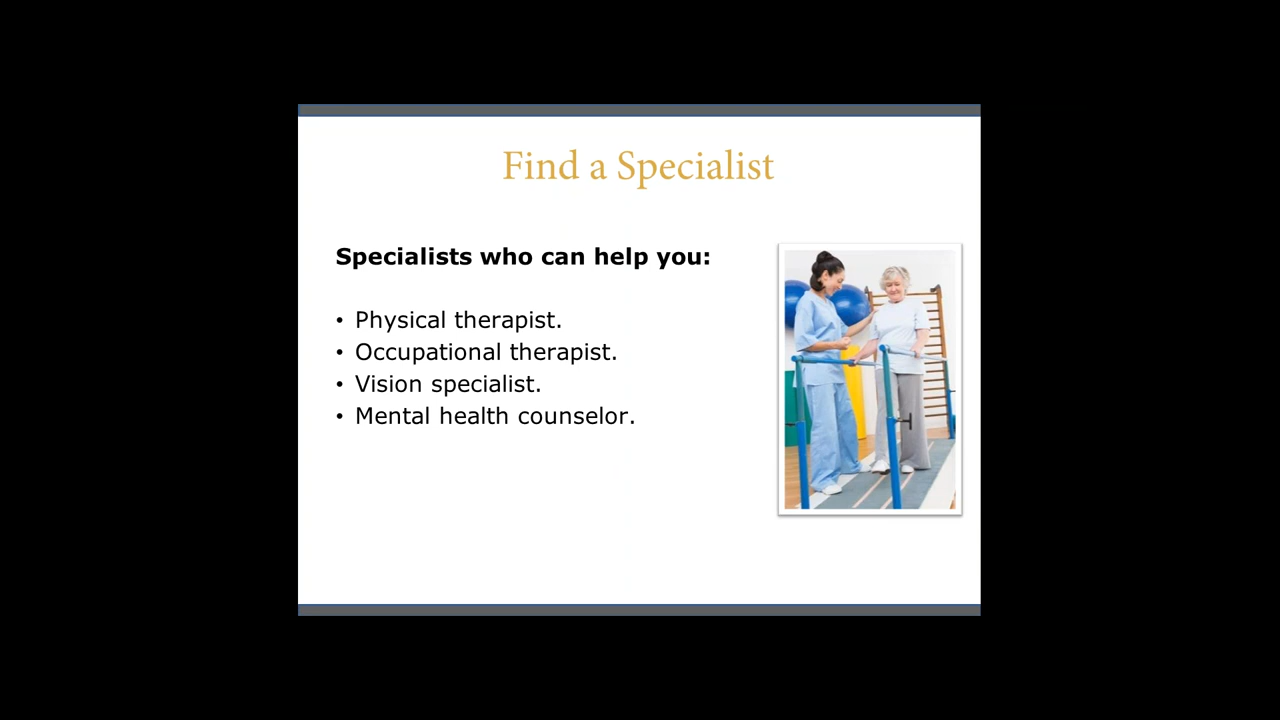 Find a Specialist
Specialists who can help you:
• Physical therapist.
• Occupational therapist.
• Vision specialist.
• Mental health counselor.